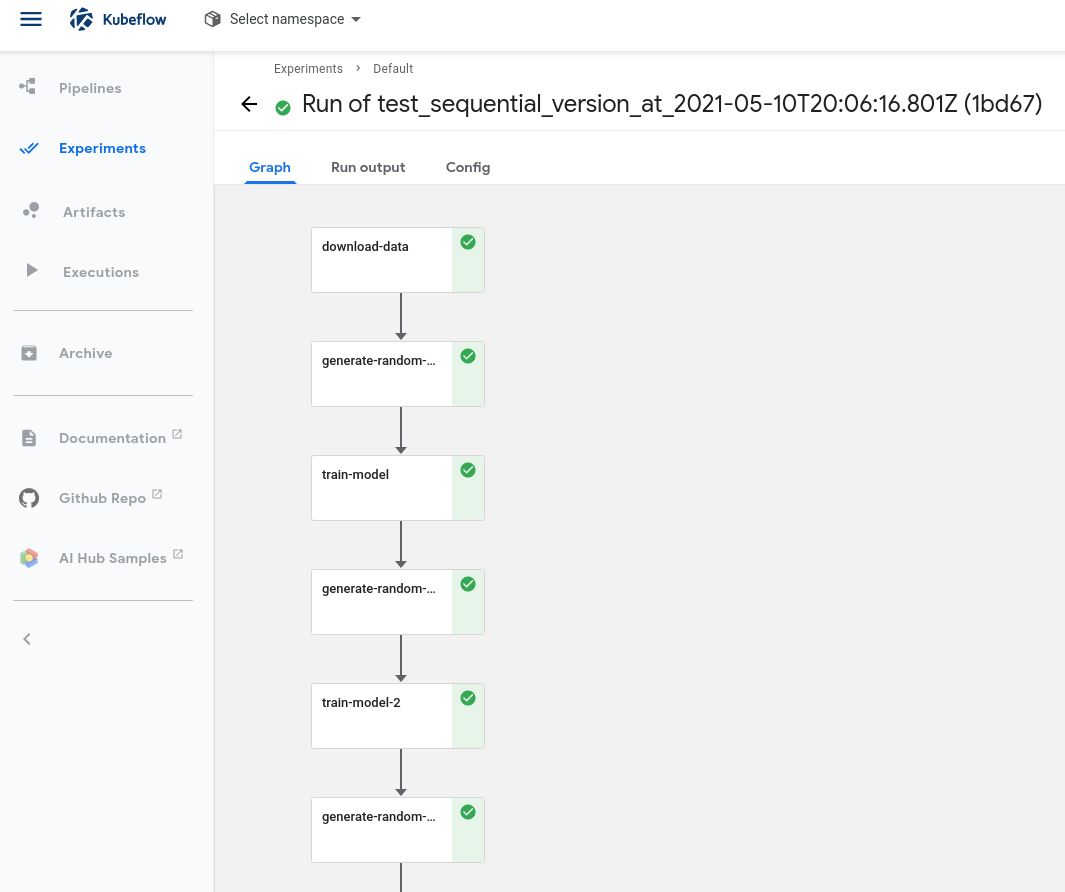 Kubeflow
Select namespace
Pipelines
Experiments
Artifacts
Executions
Archive
Documentation
Github Repo
AI Hub Samples
Experiments > Default
Run of test_sequential_version_at_2021-05-10T20:06:16.801Z (1bd67)
Graph Run output Config
download-data
generate-random-...
train-model
generate-random-...
train-model-2
generate-random-...